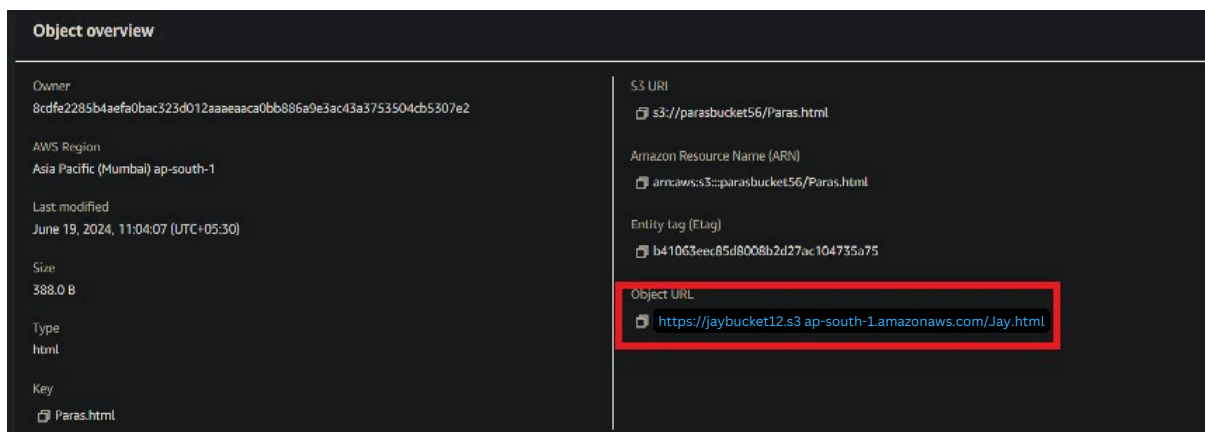 Object overview
Owner
8cdfe2285b4aefa0bac323d012aaaeaaca0bb886a9e3ac43a3753504cb5307e2
AWS Region
Asia Pacific (Mumbai) ap-south-1
Last modified
June 19, 2024, 11:04:07 (UTC+05:30)
Size
388.0 B
Type
html
Key
Paras.html
S3 URI
s3://parasbucket56/Paras.html
Amazon Resource Name (ARN)
arn:aws:s3:::parasbucket56/Paras.html
Entity tag (Etag)
b41063eec85d8008b2d27ac104735a75
Object URL
https://jaybucket12.s3 ap-south-1.amazonaws.com/Jay.html